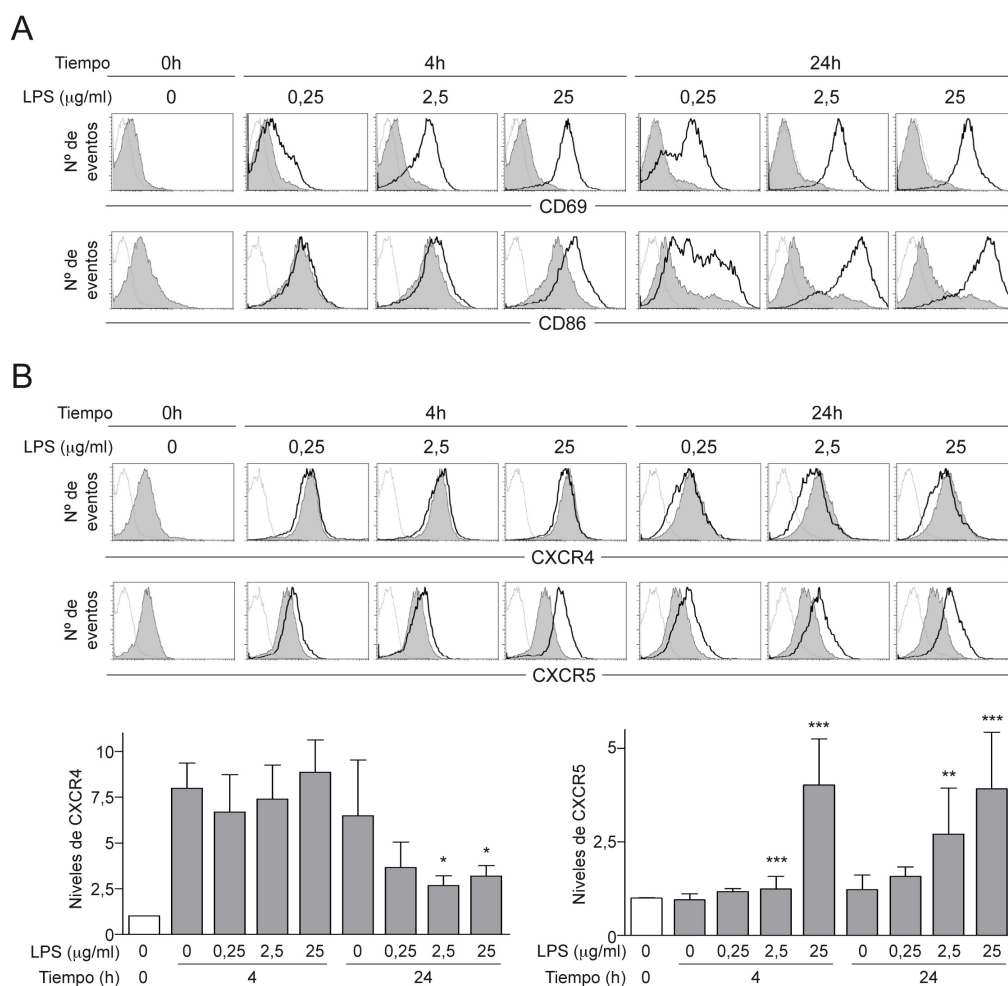 A
Tiempo 0h 4h 24h
LPS (μg/ml) 0 0,25 2,5 25 0,25 2,5 25
Nº de
eventos
CD69
Nº de
eventos
CD86
B
Tiempo 0h 4h 24h
LPS (μg/ml) 0 0,25 2,5 25 0,25 2,5 25
Nº de
eventos
CXCR4
Nº de
eventos
CXCR5
Niveles de CXCR4
10
7,5
5
2,5
0
* *
LPS (μg/ml) 0 0 0,25 2,5 25 0 0,25 2,5 25
Tiempo (h) 0 4 24
Niveles de CXCR5
5
2,5
0
*** *** ** ***
LPS (μg/ml) 0 0 0,25 2,5 25 0 0,25 2,5 25
Tiempo (h) 0 4 24